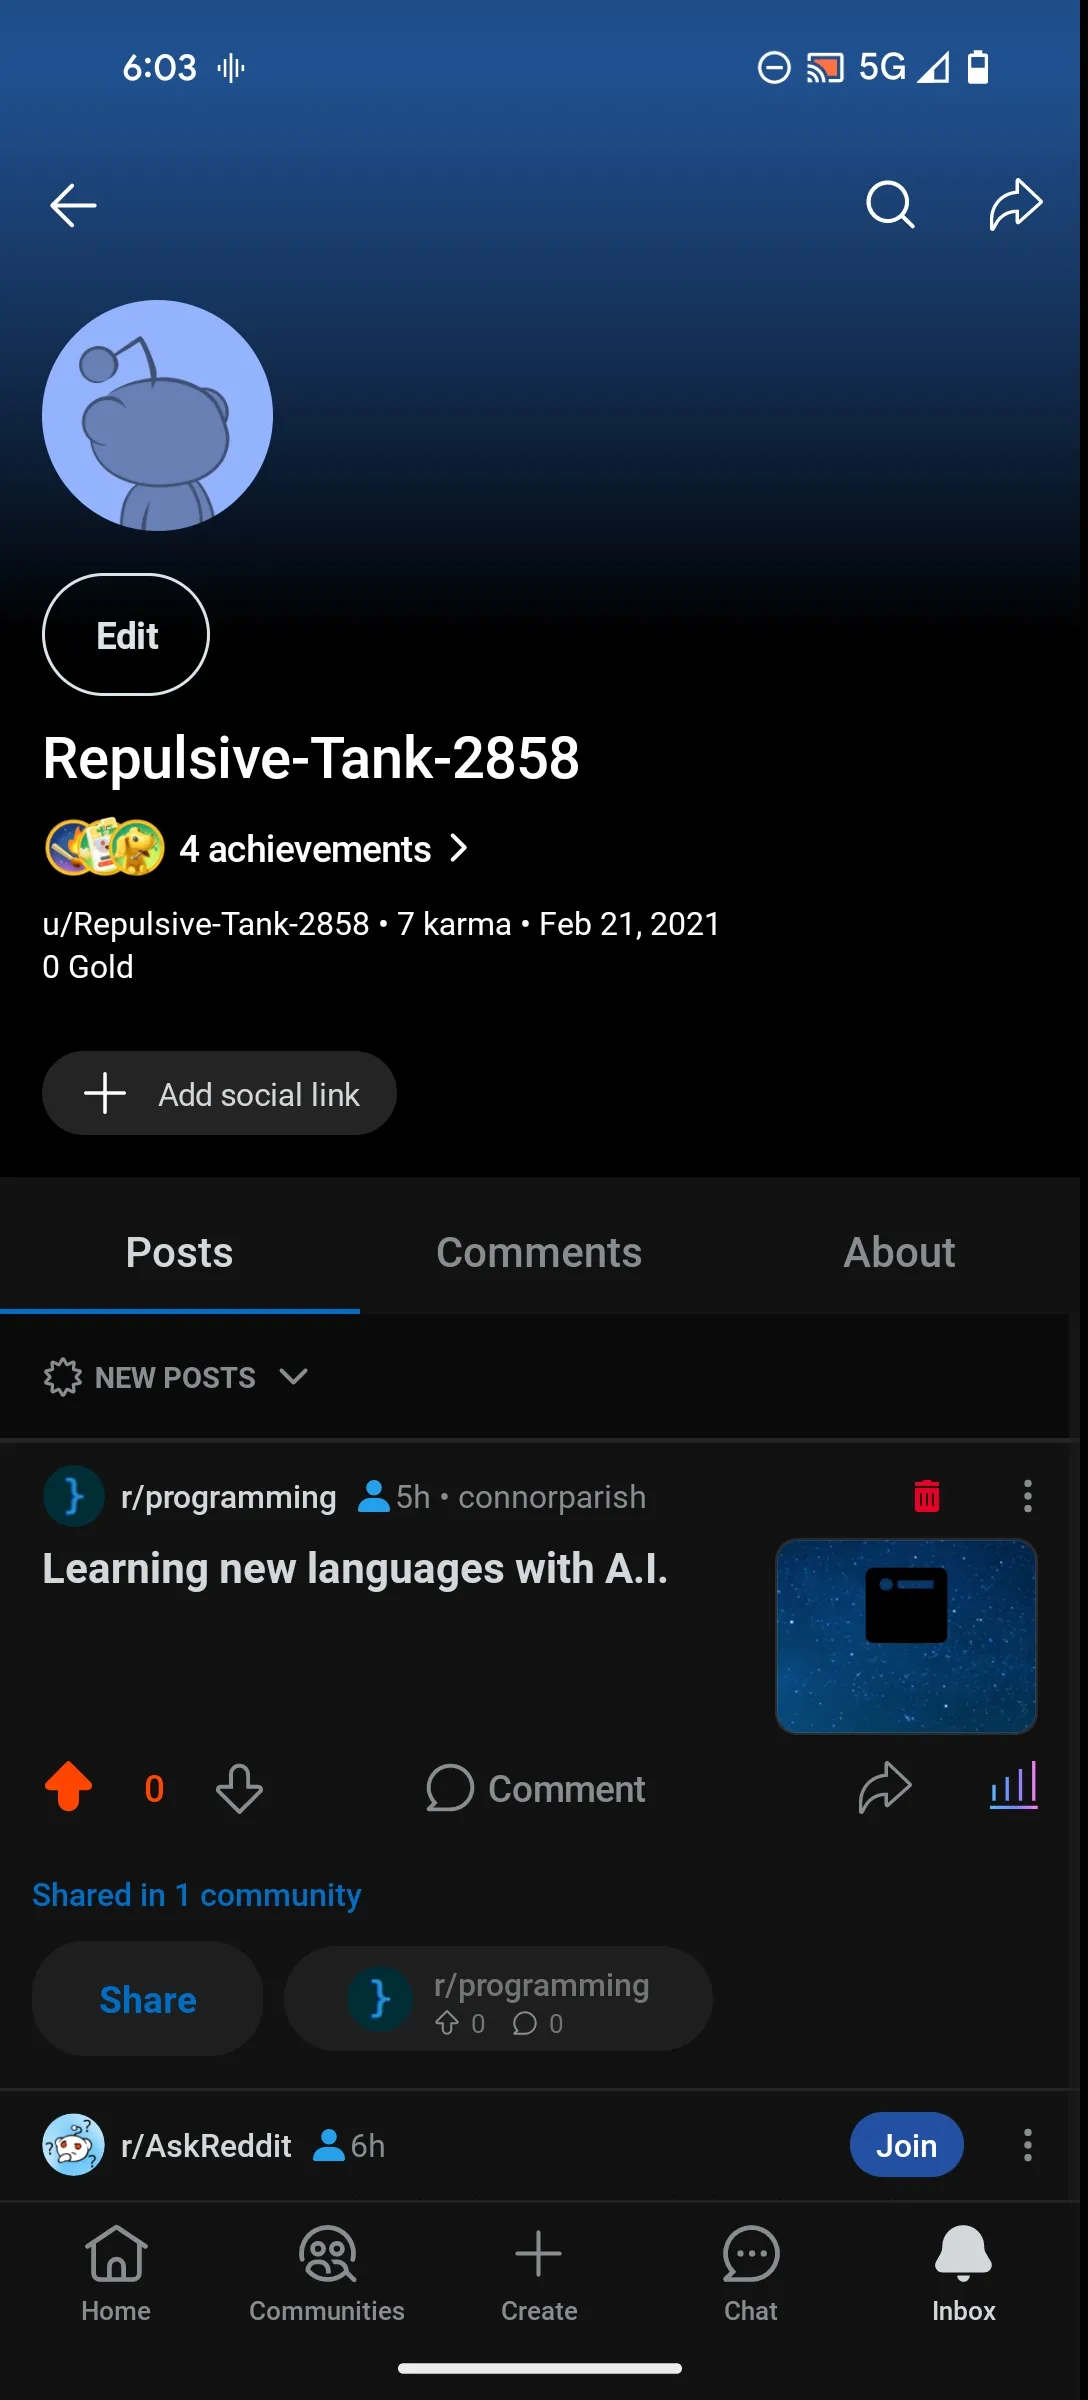 6:03
5G
Edit
Repulsive-Tank-2858
4 achievements
u/Repulsive-Tank-2858 • 7 karma • Feb 21, 2021
0 Gold
Add social link
Posts
Comments
About
NEW POSTS
r/programming 5h • connorparish
Learning new languages with A.I.
0
Comment
Shared in 1 community
Share
r/programming
0 0
r/AskReddit 6h
Join
Home
Communities
Create
Chat
Inbox